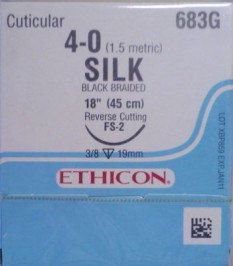 Cuticular 683G
4-0 (1.5 metric)
SILK
BLACK BRAIDED
18" (45 cm)
Reverse Cutting
FS-2
3/8 19mm
ETHICON